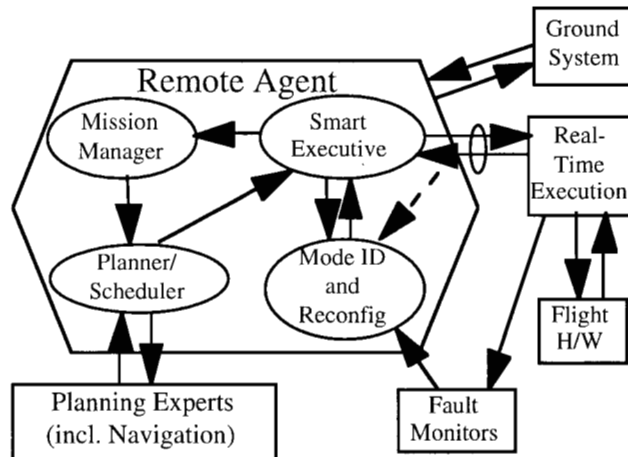 Ground
System
Remote Agent
Mission
Manager
Smart
Executive
Real-
Time
Execution
Planner/
Scheduler
Mode ID
and
Reconfig
Flight
H/W
Planning Experts
(incl. Navigation)
Fault
Monitors